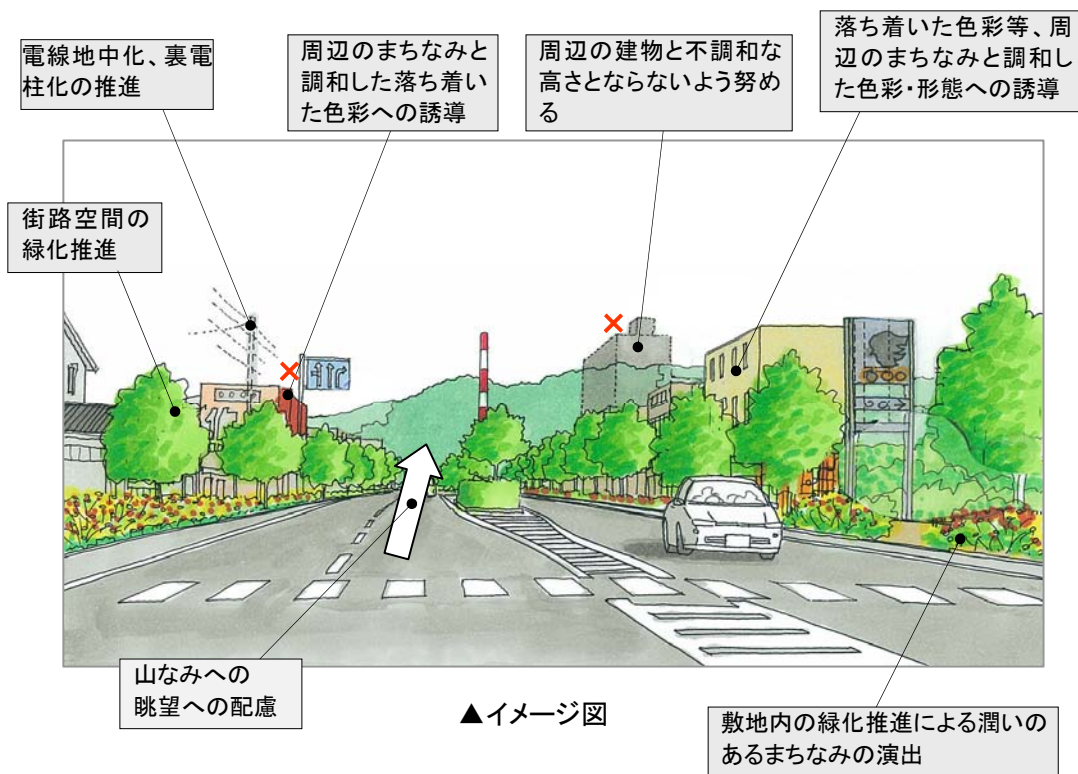 電線地中化、裏電
柱化の推進
周辺のまちなみと
調和した落ち着い
た色彩への誘導
周辺の建物と不調和な
高さとならないよう努め
る
落ち着いた色彩等、周
辺のまちなみと調和し
た色彩・形態への誘導
街路空間の
緑化推進
山なみへの
眺望への配慮
▲イメージ図
敷地内の緑化推進による潤いの
あるまちなみの演出